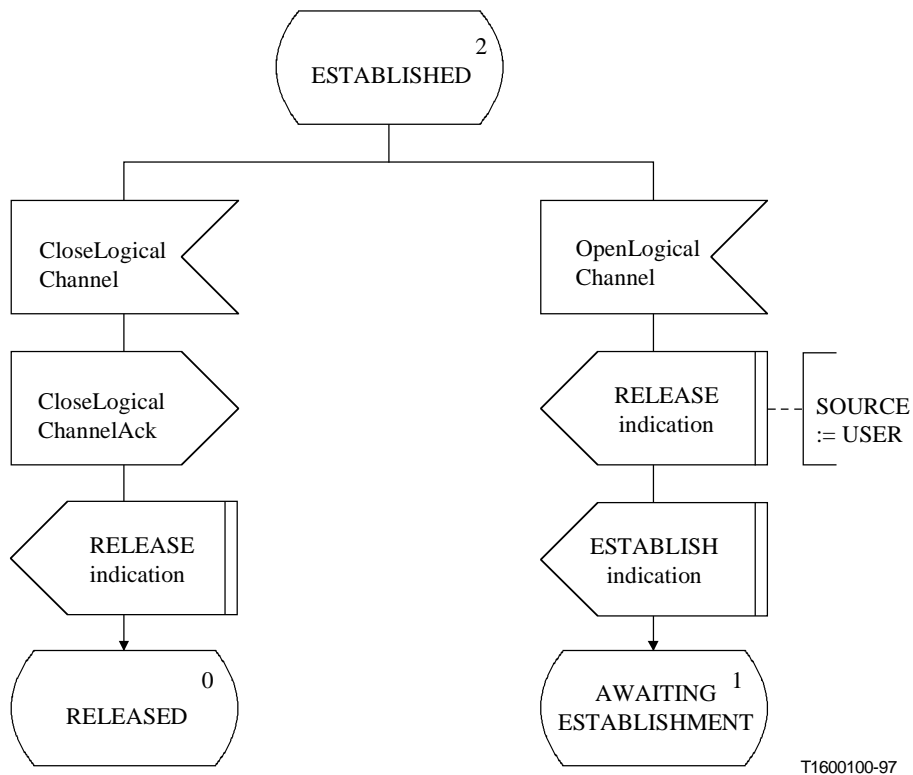 2
ESTABLISHED
CloseLogical
Channel
OpenLogical
Channel
CloseLogical
ChannelAck
RELEASE
indication
SOURCE
:= USER
RELEASE
indication
ESTABLISH
indication
0
RELEASED
1
AWAITING
ESTABLISHMENT
T1600100-97